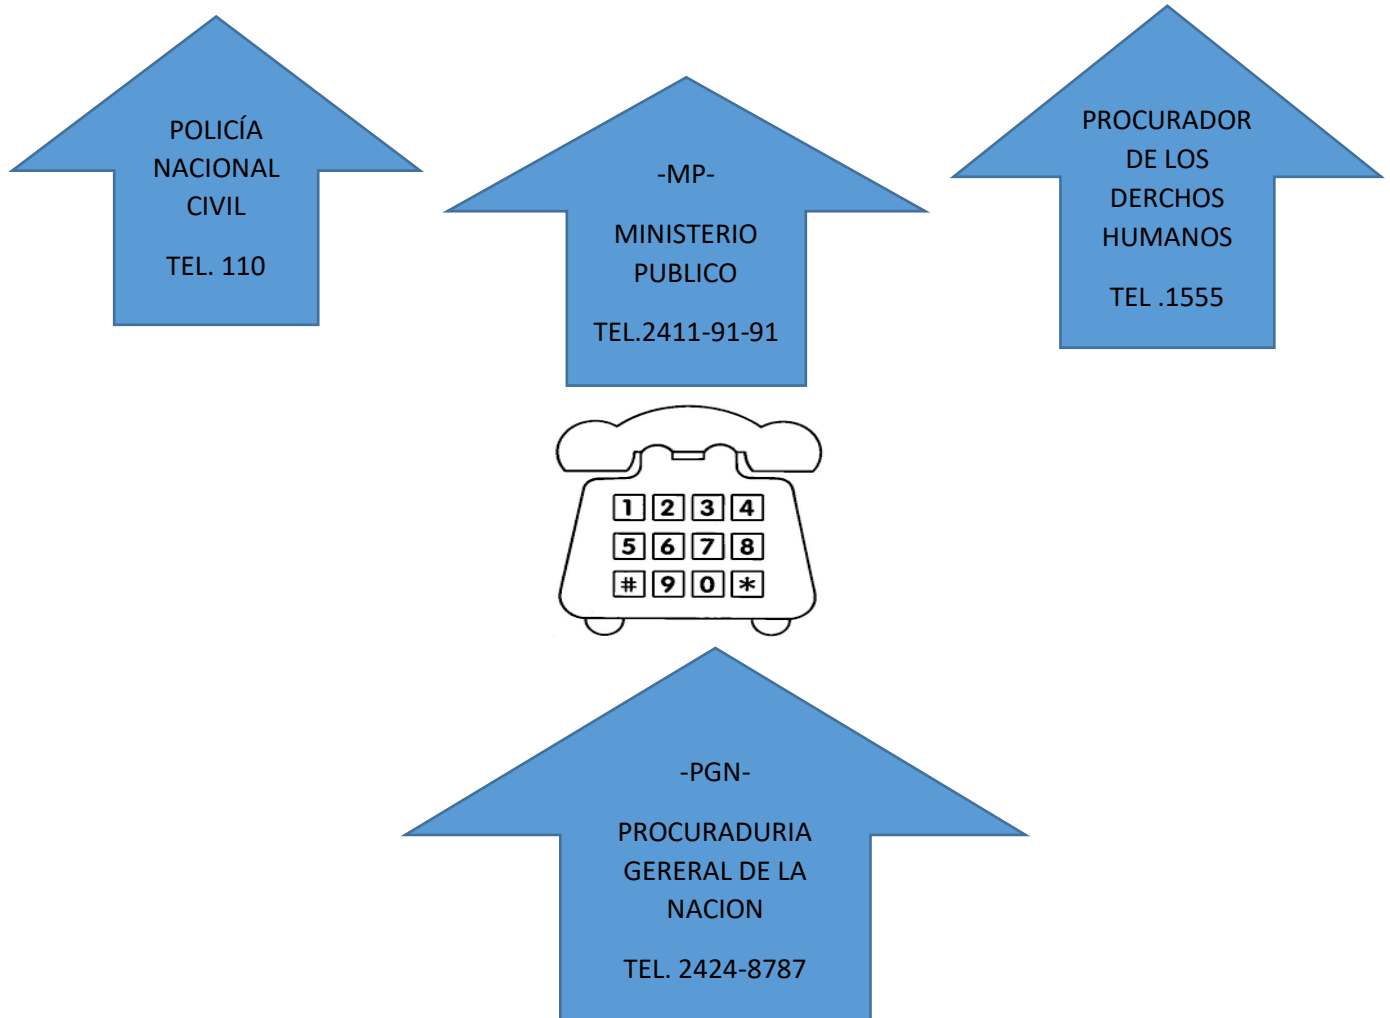 POLICÍA
NACIONAL
CIVIL
TEL. 110
-MP-
MINISTERIO
PUBLICO
TEL.2411-91-91
PROCURADOR
DE LOS
DERCHOS
HUMANOS
TEL .1555
1 2 3 4
5 6 7 8
# 9 0 *
-PGN-
PROCURADURIA
GERERAL DE LA
NACION
TEL. 2424-8787